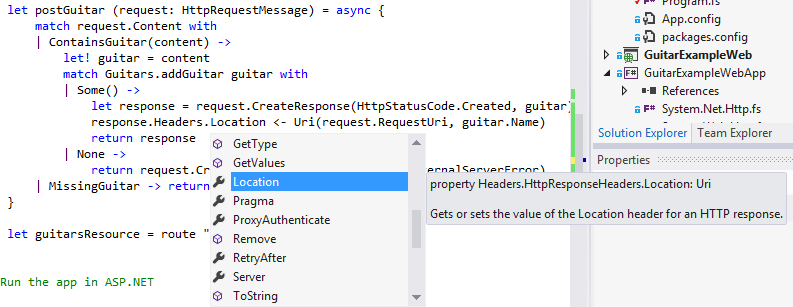 let postGuitar (request: HttpRequestMessage) = async {
match request.Content with
| ContainsGuitar(content) ->
let! guitar = content
match Guitars.addGuitar guitar with
| Some() ->
let response = request.CreateResponse(HttpStatusCode.Created, guitar)
response.Headers.Location <- Uri(request.RequestUri, guitar.Name)
return response
| None ->
return request.Cr
ernalServerError)
| MissingGuitar -> return
}
let guitarsResource = route "
Run the app in ASP.NET
GetType
GetValues
Location
Pragma
ProxyAuthenticate
Remove
RetryAfter
Server
ToString
property Headers.HttpResponseHeaders.Location: Uri
Gets or sets the value of the Location header for an HTTP response.
Program.fs
App.config
packages.config
GuitarExampleWeb
GuitarExampleWebApp
References
F# System.Net.Http.fs
Solution Explorer Team Explorer
Properties